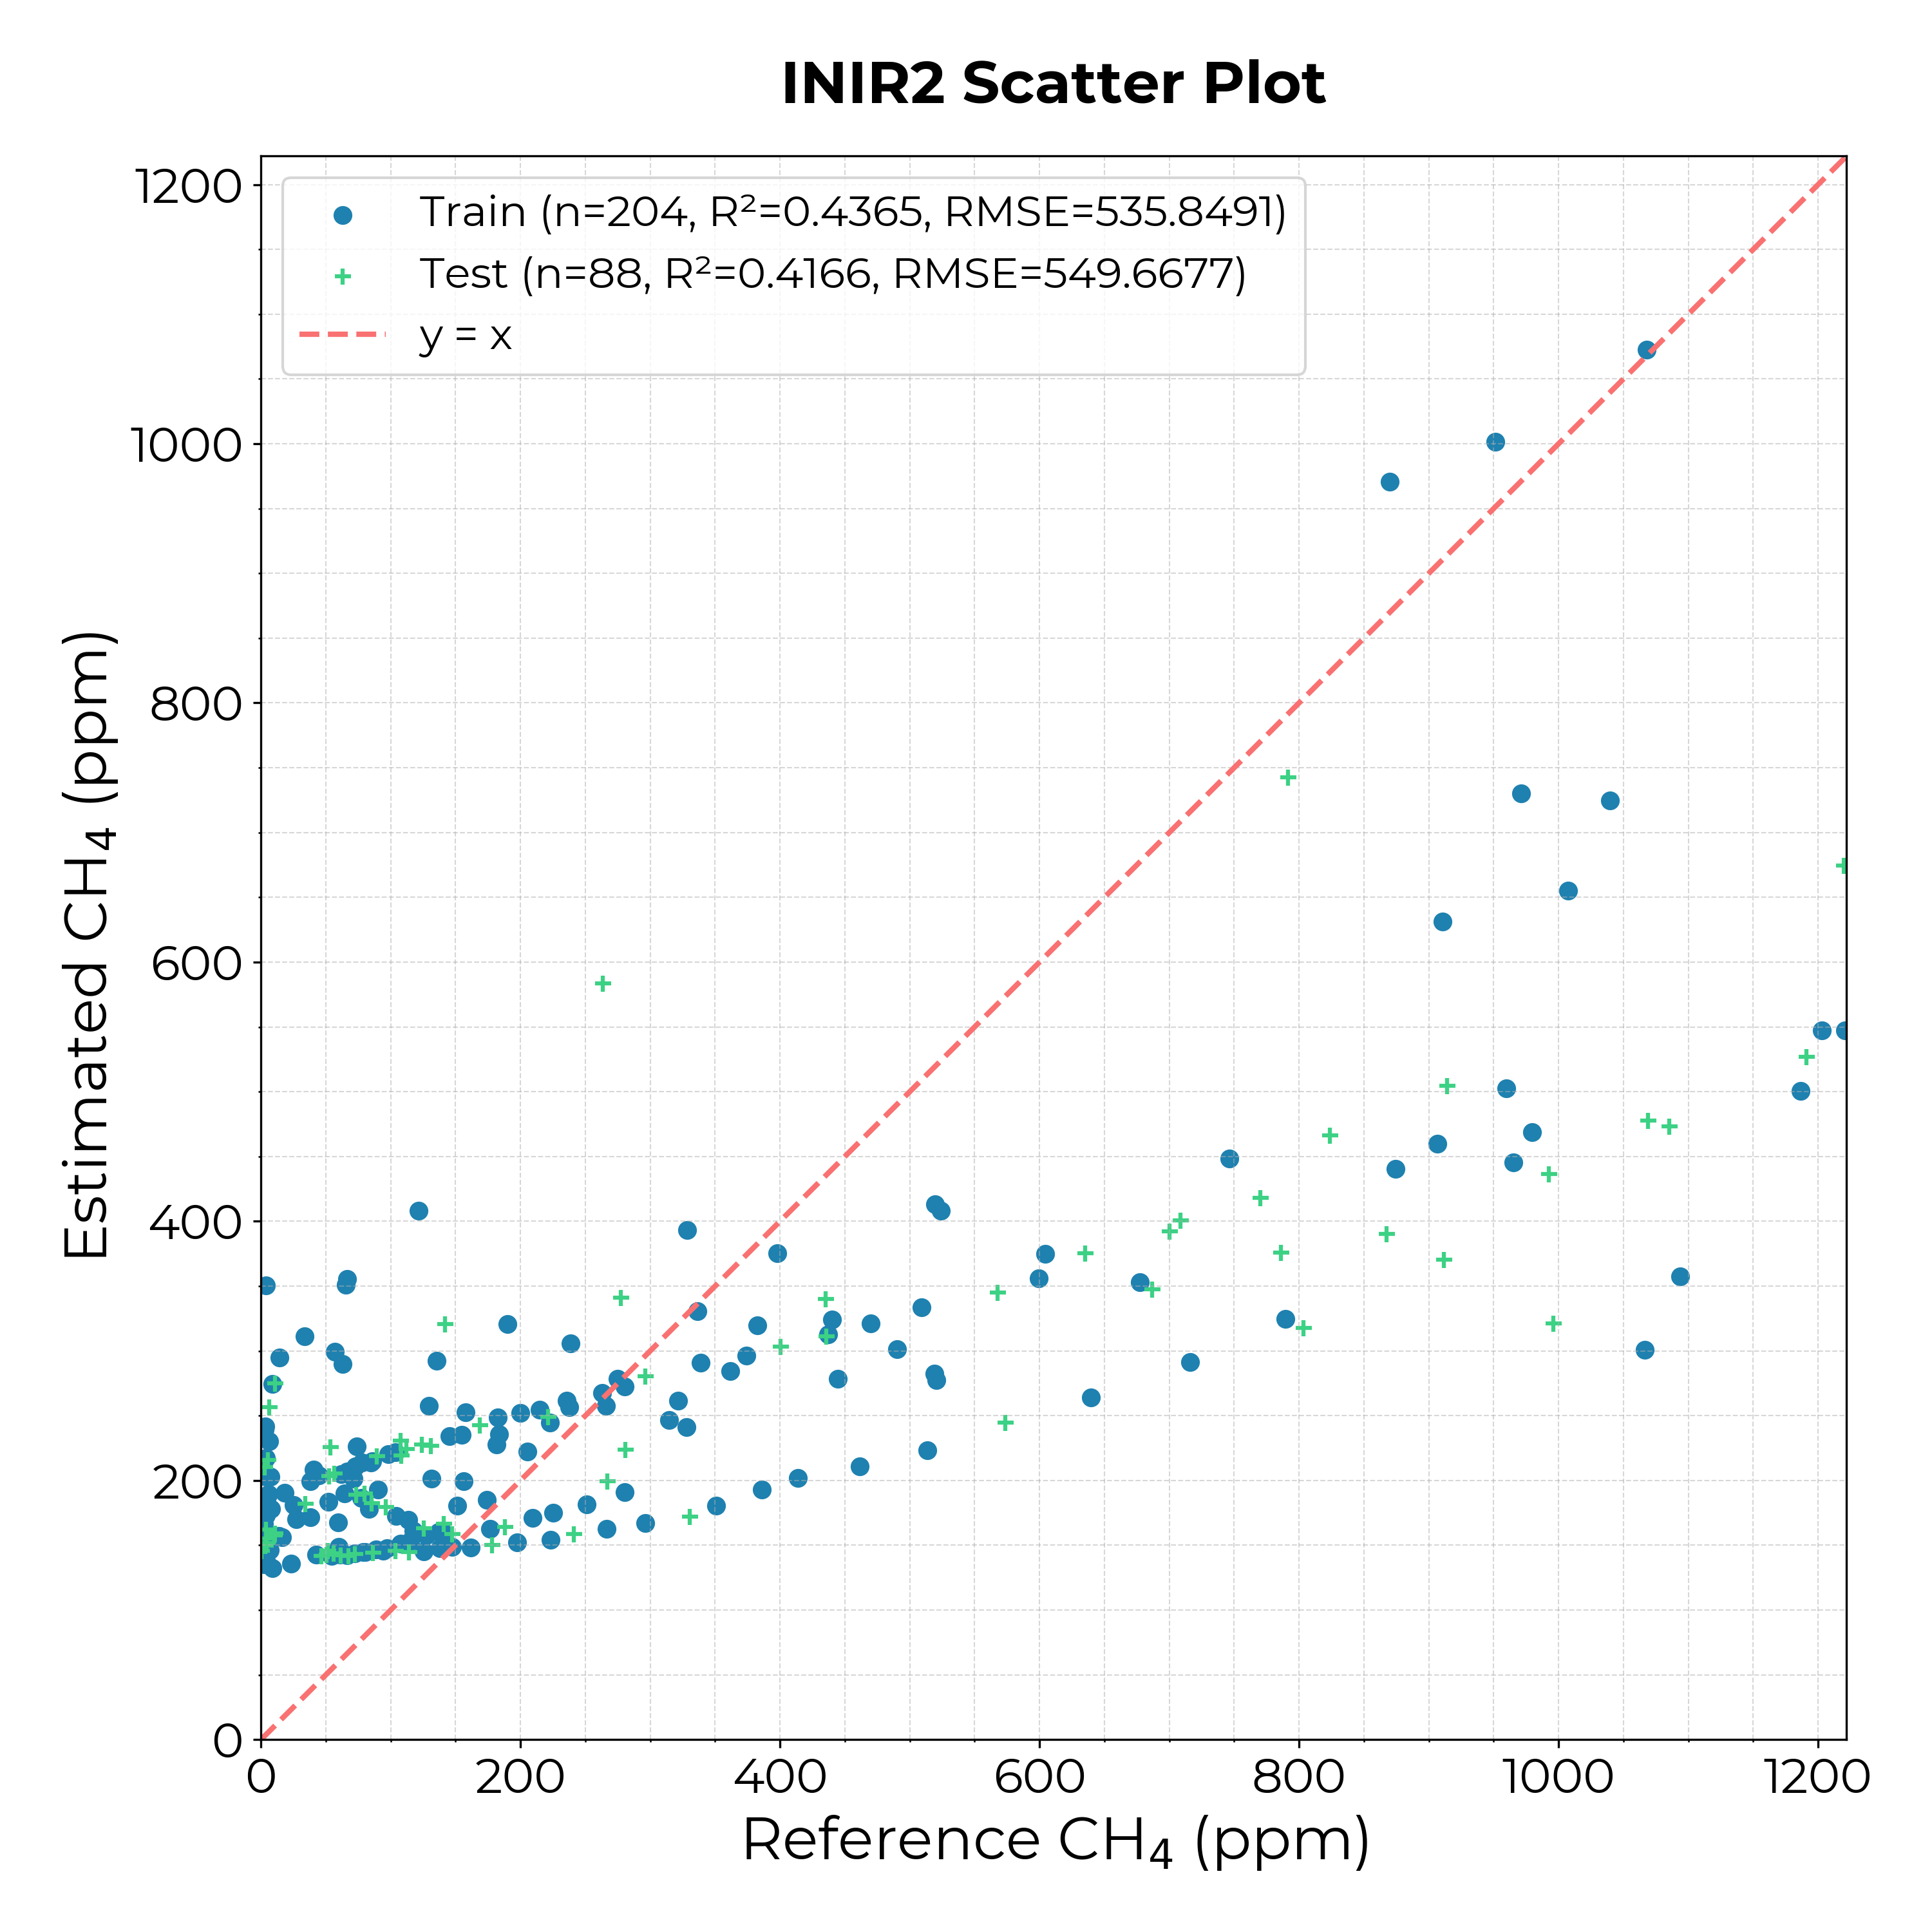 INIR2 Scatter Plot
Train (n=204, R²=0.4365, RMSE=535.8491)
Test (n=88, R²=0.4166, RMSE=549.6677)
y = x
Estimated CH₄ (ppm)
1200
1000
800
600
400
200
0
0 200 400 600 800 1000 1200
Reference CH₄ (ppm)